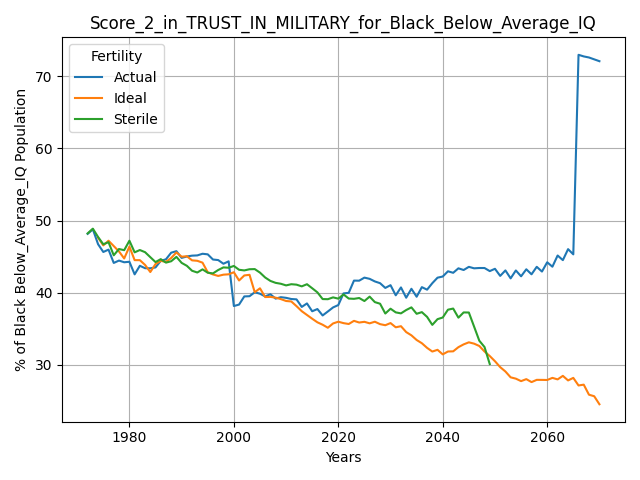 Score_2_in_TRUST_IN_MILITARY_for_Black_Below_Average_IQ
Fertility
Actual
Ideal
Sterile
% of Black Below_Average_IQ Population
70
60
50
40
30
1980
2000
2020
2040
2060
Years